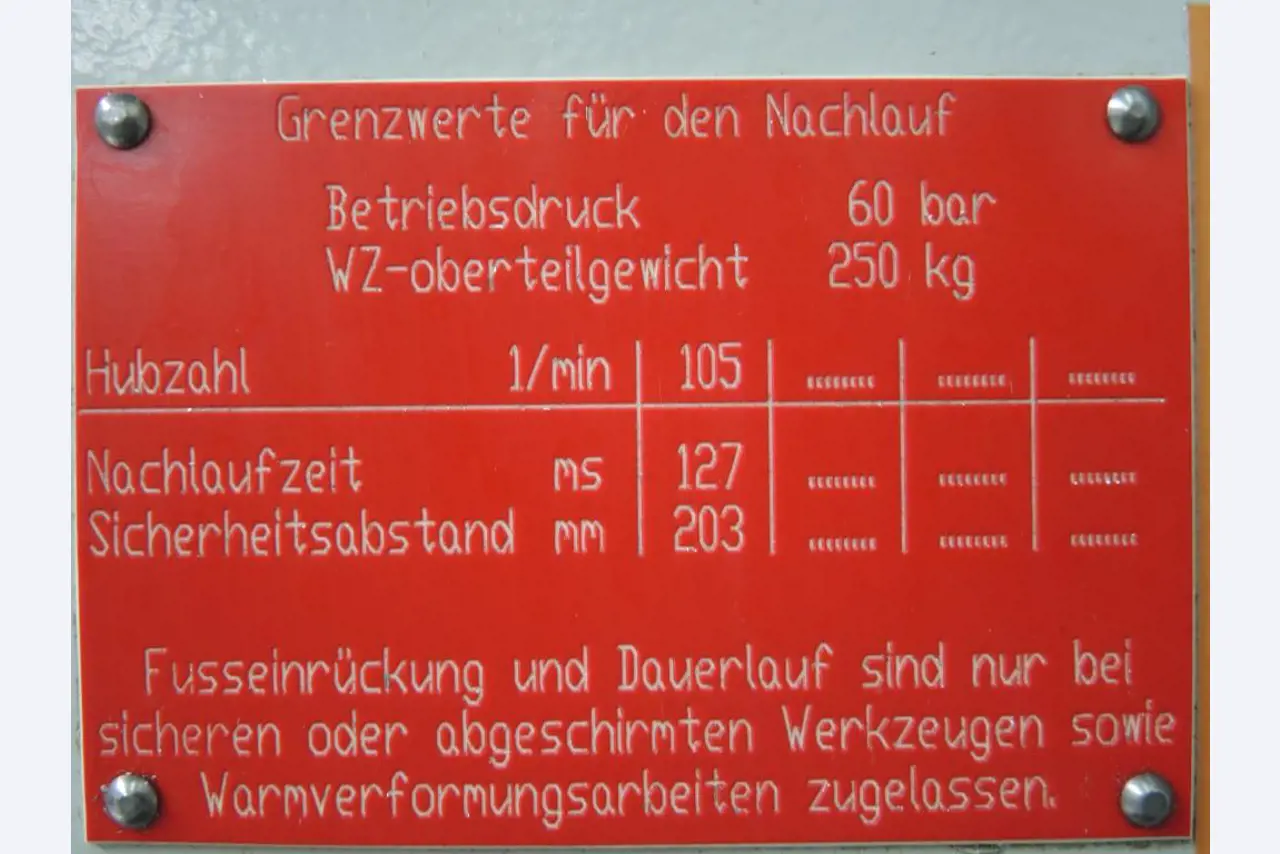 Grenzwerte für den Nachlauf
Betriebsdruck 60 bar
WZ-oberteilgewicht 250 kg
Hubzahl 1/min 105 ........ ........ ........
Nachlaufzeit ms 127 ........ ........ ........
Sicherheitsabstand mm 203 ........ ........ ........
Fusseinrückung und Dauerlauf sind nur bei
sicheren oder abgeschirmten Werkzeugen sowie
Warmverformungsarbeiten zugelassen.